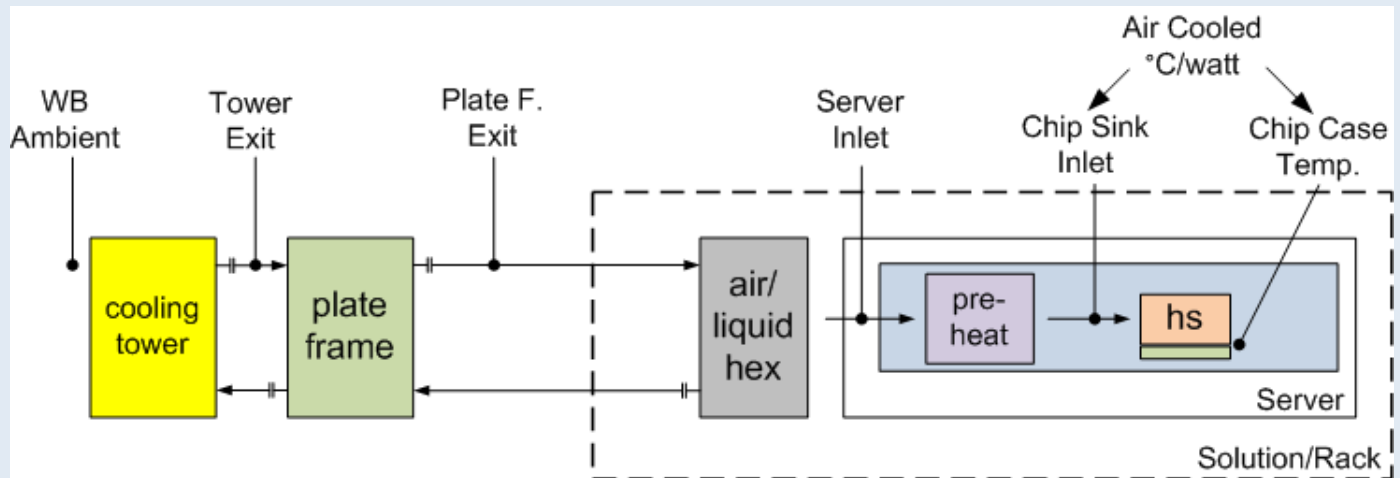 Air Cooled
°C/watt
WB
Ambient
Tower
Exit
Plate F.
Exit
Server
Inlet
Chip Sink
Inlet
Chip Case
Temp.
cooling
tower
plate
frame
air/
liquid
hex
pre-
heat
hs
Server
Solution/Rack